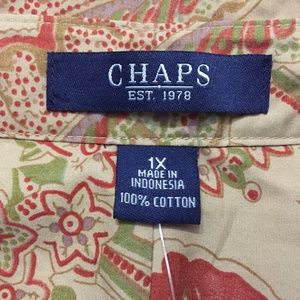 CHAPS
EST. 1978
1X
MADE IN
INDONESIA
100% COTTON